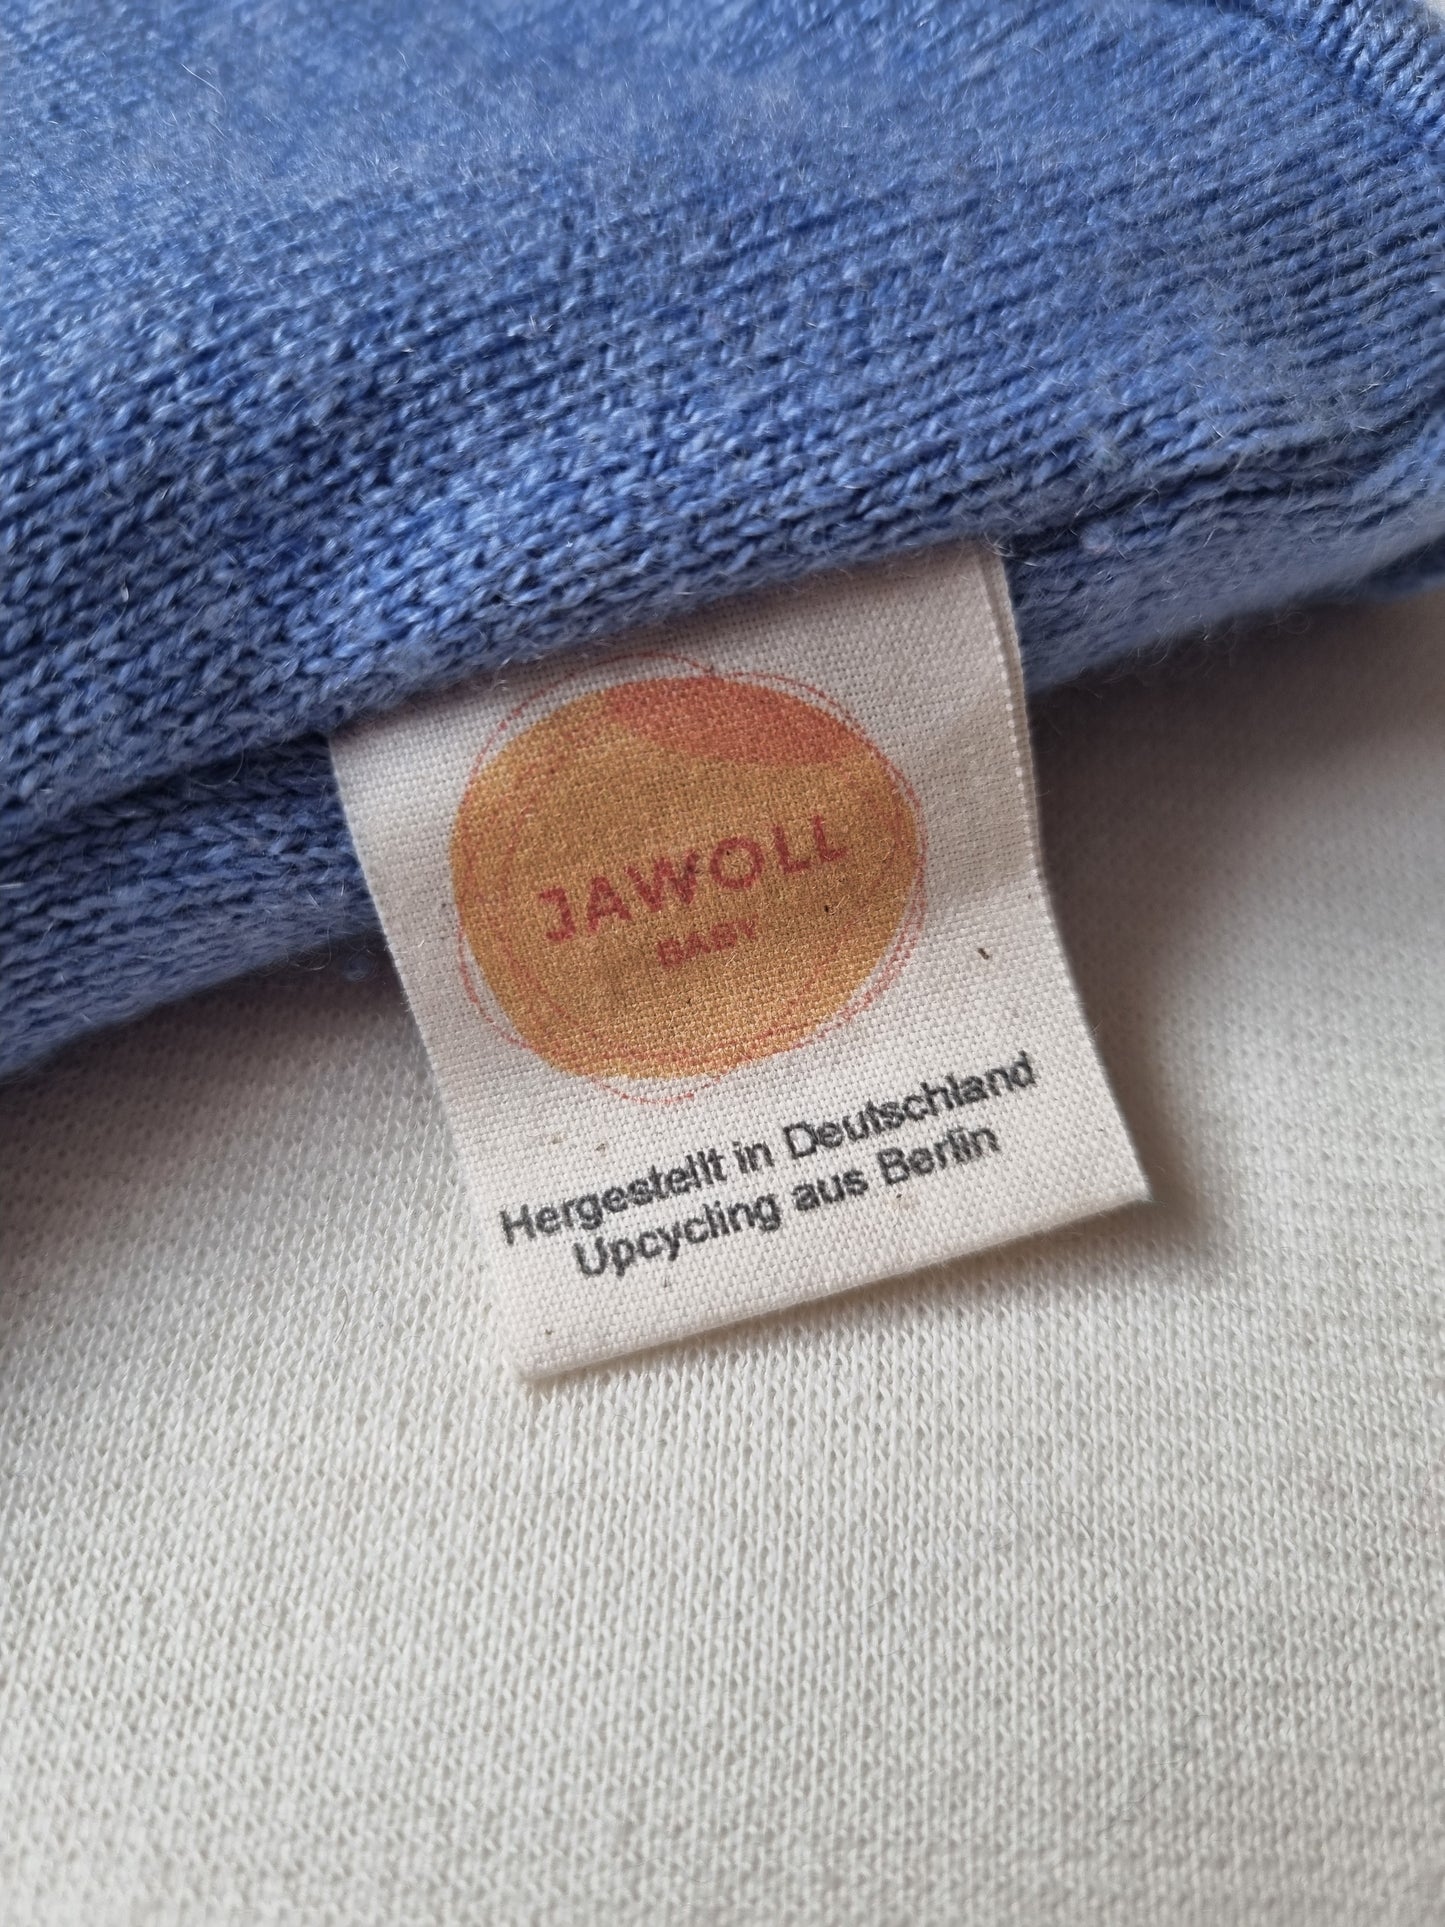 JAWOLL
BABY
Hergestellt in Deutschland
Upcycling aus Berlin